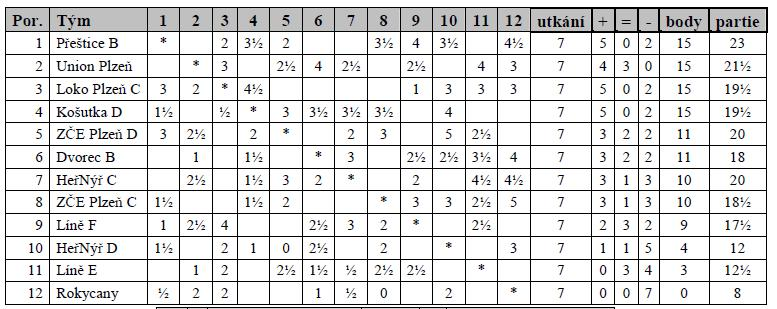 Por. Tým 1 2 3 4 5 6 7 8 9 10 11 12 utkání + = - body partie
1 Přeštice B * 2 3½ 2 3½ 4 3½ 4½ 7 5 0 2 15 23
2 Union Plzeň * 3 2½ 4 2½ 2½ 4 3 7 4 3 0 15 21½
3 Loko Plzeň C 3 2 * 4½ 1 3 3 3 7 5 0 2 15 19½
4 Košutka D 1½ ½ * 3 3½ 3½ 3½ 4 7 5 0 2 15 19½
5 ZČE Plzeň D 3 2½ 2 * 2 3 5 2½ 7 3 2 2 11 20
6 Dvorec B 1 1½ * 3 2½ 2½ 3½ 4 7 3 2 2 11 18
7 HeřNýř C 2½ 1½ 3 2 * 2 4½ 4½ 7 3 1 3 10 20
8 ZČE Plzeň C 1½ 1½ 2 * 3 3 2½ 5 7 3 1 3 10 18½
9 Líně F 1 2½ 4 2½ 3 2 * 2½ 7 2 3 2 9 17½
10 HeřNýř D 1½ 2 1 0 2½ 2 * 3 7 1 1 5 4 12
11 Líně E 1 2 2½ 1½ ½ 2½ 2½ * 7 0 3 4 3 12½
12 Rokycany ½ 2 2 1 ½ 0 2 * 7 0 0 7 0 8